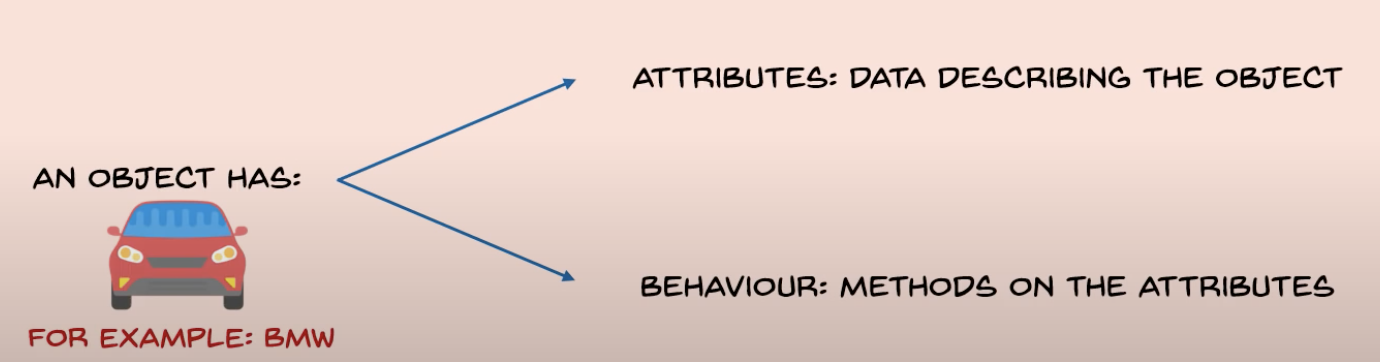 ATTRIBUTES: DATA DESCRIBING THE OBJECT
AN OBJECT HAS:
BEHAVIOUR: METHODS ON THE ATTRIBUTES
FOR EXAMPLE: BMW